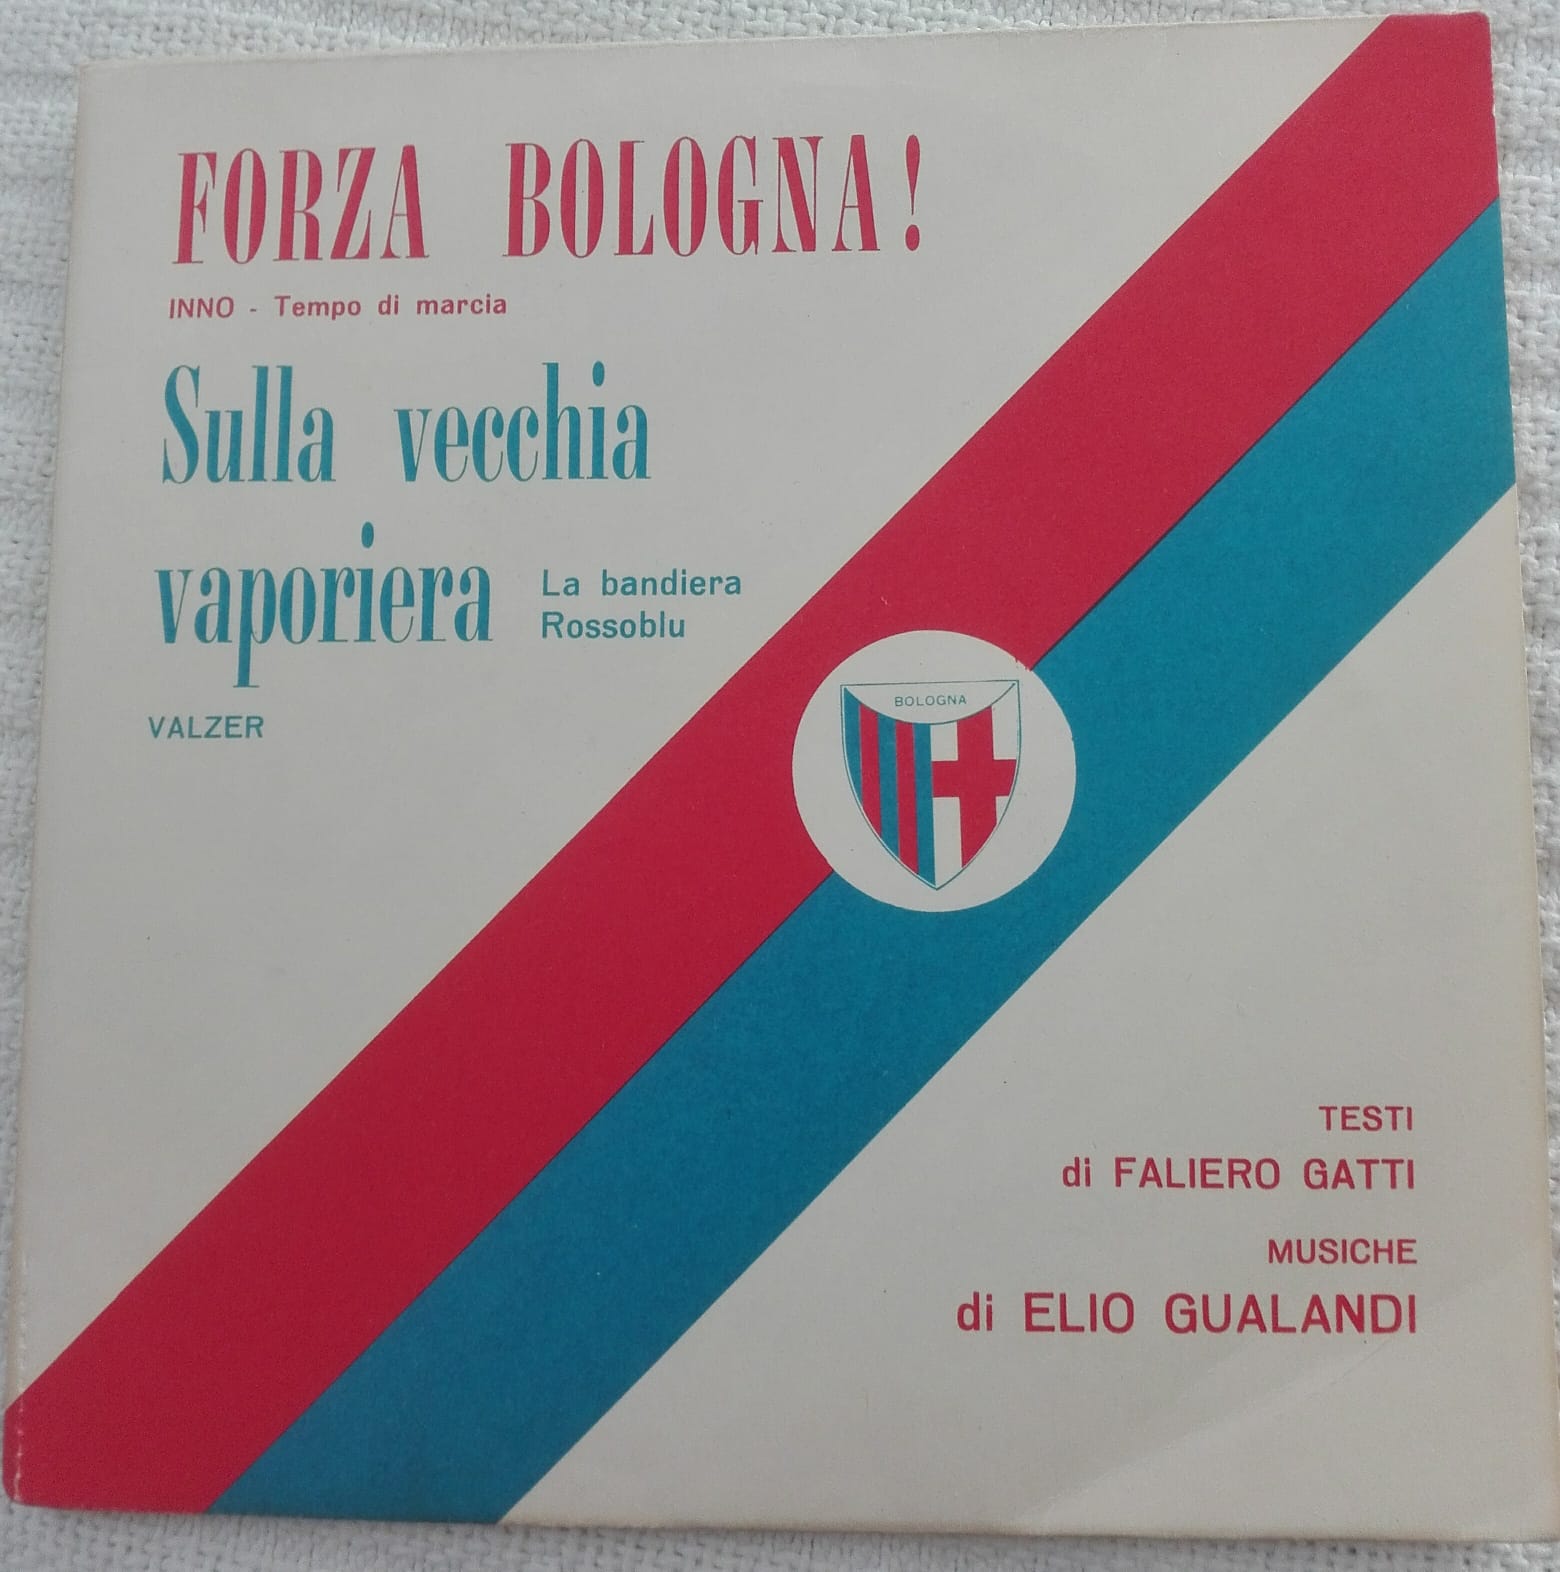 FORZA BOLOGNA!
INNO - Tempo di marcia
Sulla vecchia
vaporiera
La bandiera
Rossoblu
VALZER
BOLOGNA
TESTI
di FALIERO GATTI
MUSICHE
di ELIO GUALANDI